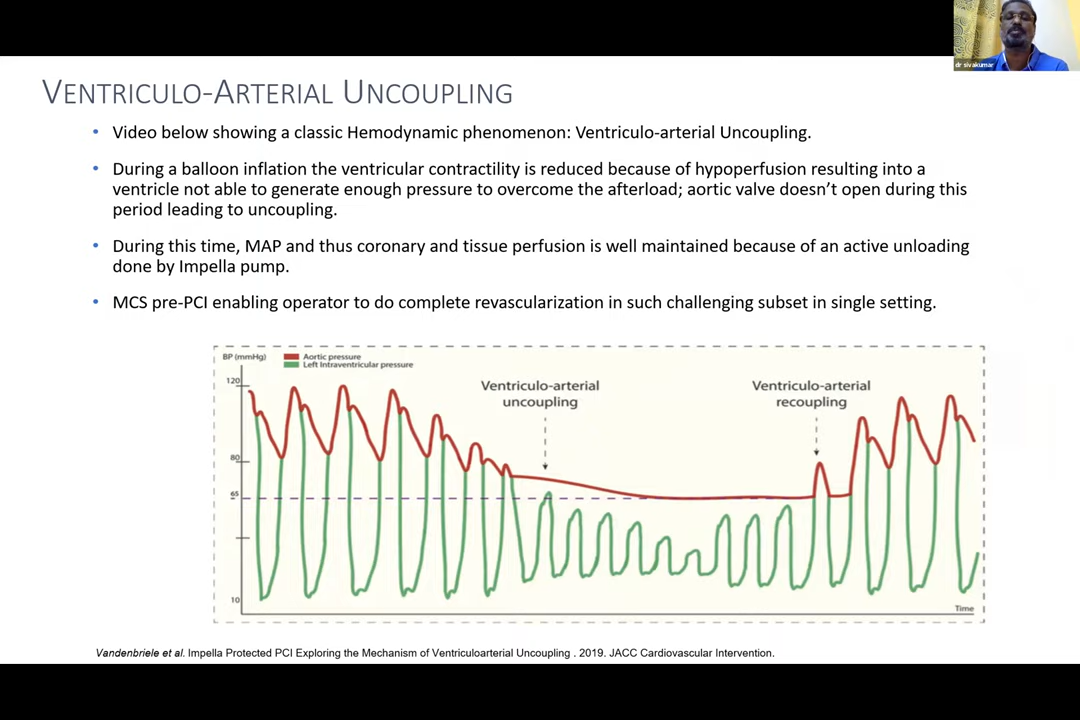 dr sivakumar
VENTRICULO-ARTERIAL UNCOUPLING
• Video below showing a classic Hemodynamic phenomenon: Ventriculo-arterial Uncoupling.
• During a balloon inflation the ventricular contractility is reduced because of hypoperfusion resulting into a
ventricle not able to generate enough pressure to overcome the afterload; aortic valve doesn't open during this
period leading to uncoupling.
• During this time, MAP and thus coronary and tissue perfusion is well maintained because of an active unloading
done by Impella pump.
• MCS pre-PCI enabling operator to do complete revascularization in such challenging subset in single setting.
BP (mmHg)
Aortic pressure
Left Intraventricular pressure
120
Ventriculo-arterial
uncoupling
Ventriculo-arterial
recoupling
80
65
10
Time
Vandenbriele et al. Impella Protected PCI Exploring the Mechanism of Ventriculoarterial Uncoupling . 2019. JACC Cardiovascular Intervention.